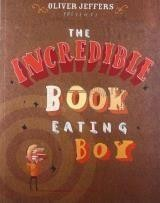 OLIVER JEFFERS
PRESENTS
THE
INCREDIBLE
BOOK
EATING
BOY